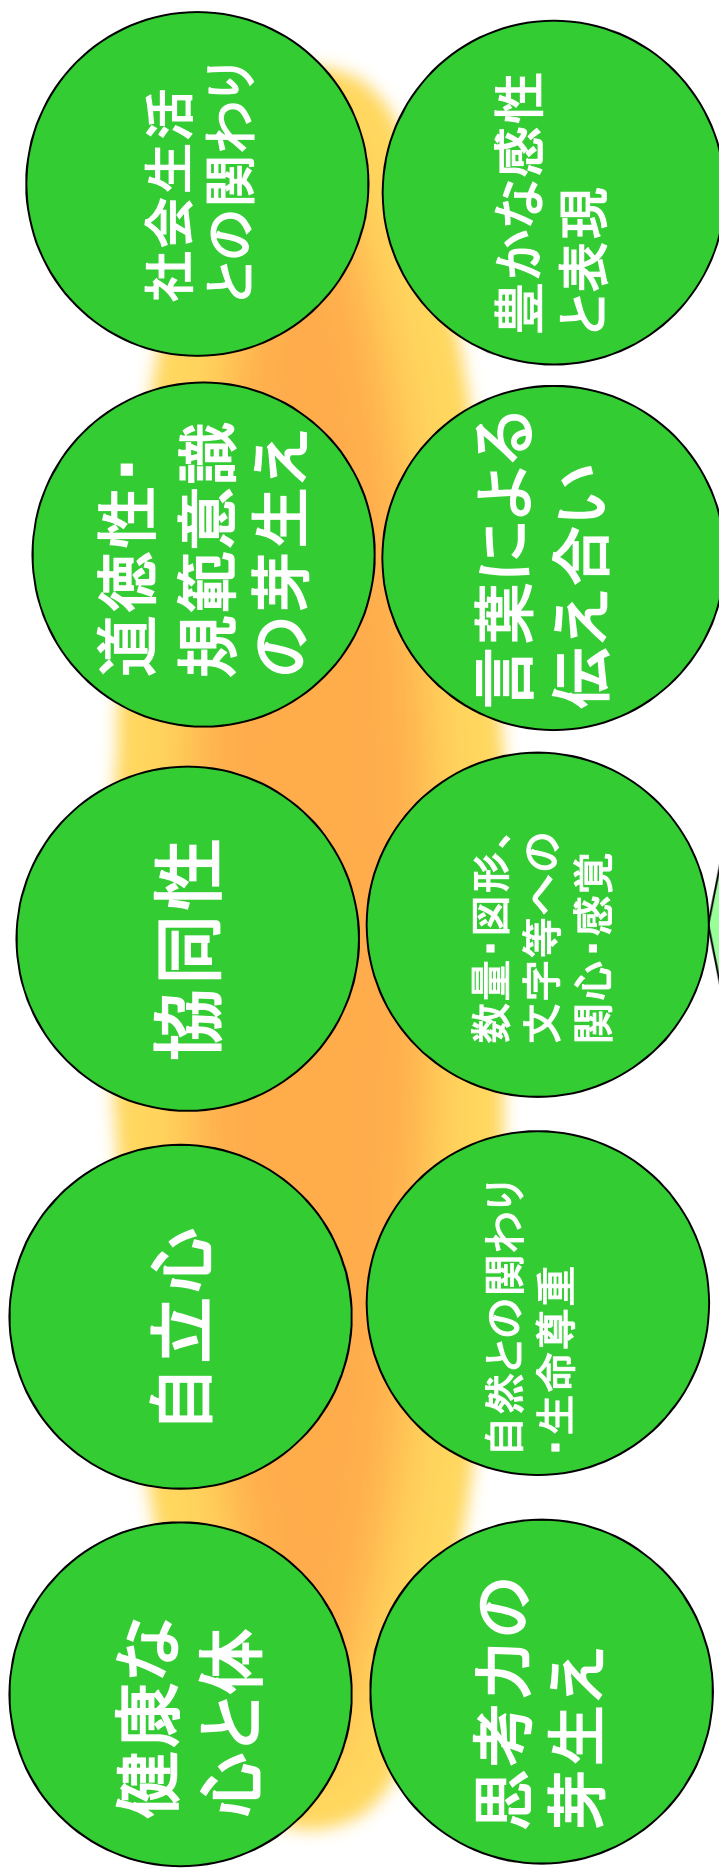 健康な
心と体
自立心
協同性
道徳性・
規範意識
の芽生え
社会生活
との関わり
思考力の
芽生え
自然との関わり
・生命尊重
数量・図形、
文字等への
関心・感覚
言葉による
伝え合い
豊かな感性
と表現